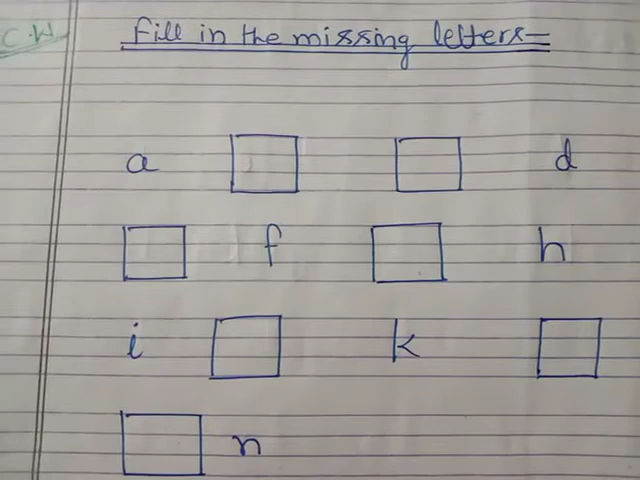 C.W
Fill in the missing letters=
a d
f h
i k
n